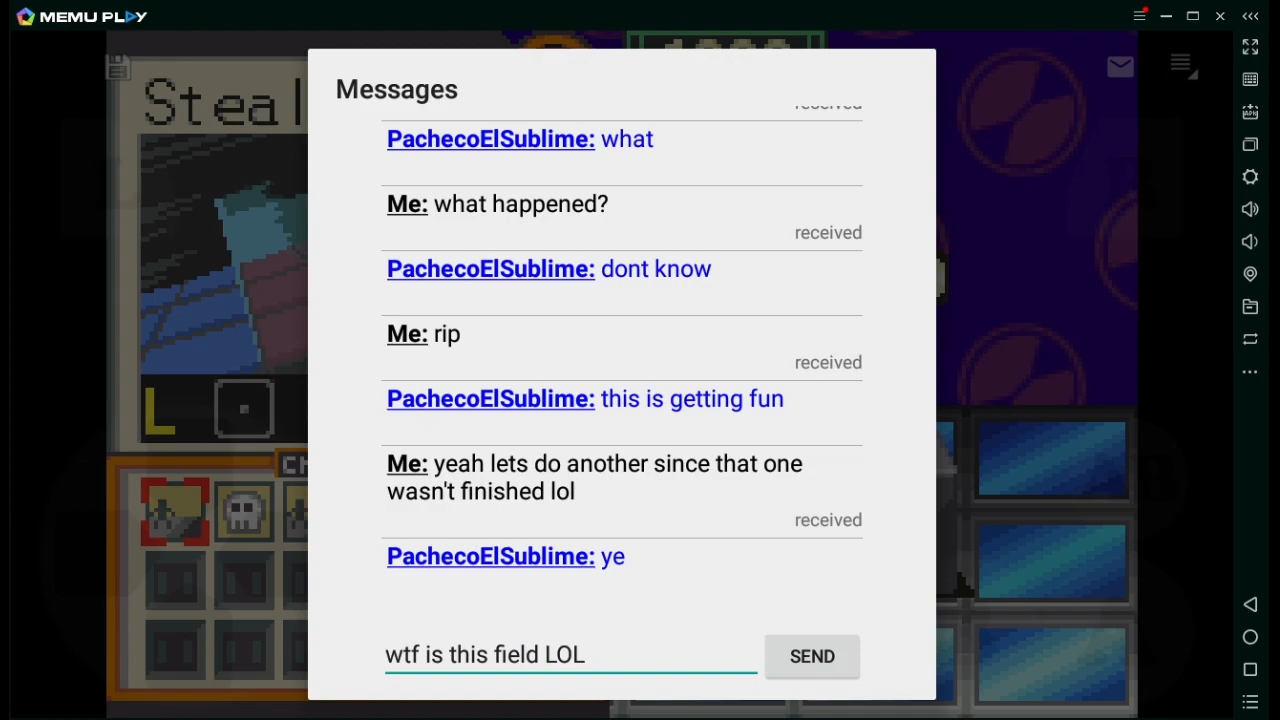 MEMU PLAY
Steal
Messages
received
PachecoElSublime: what
Me: what happened?
received
PachecoElSublime: dont know
Me: rip
received
PachecoElSublime: this is getting fun
Me: yeah lets do another since that one
wasn't finished lol
received
PachecoElSublime: ye
wtf is this field LOL
SEND
L